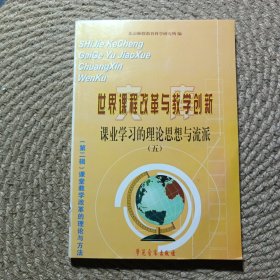 北京师联教育科学研究所 编
ShiJie KeCheng
GaiGe Yu JiaoXue
ChuangXin
WenKu
文库
世界课程改革与教学创新
课业学习的理论思想与流派
(五)
(第二辑)课堂教学改革的理论与方法
学苑音像出版社